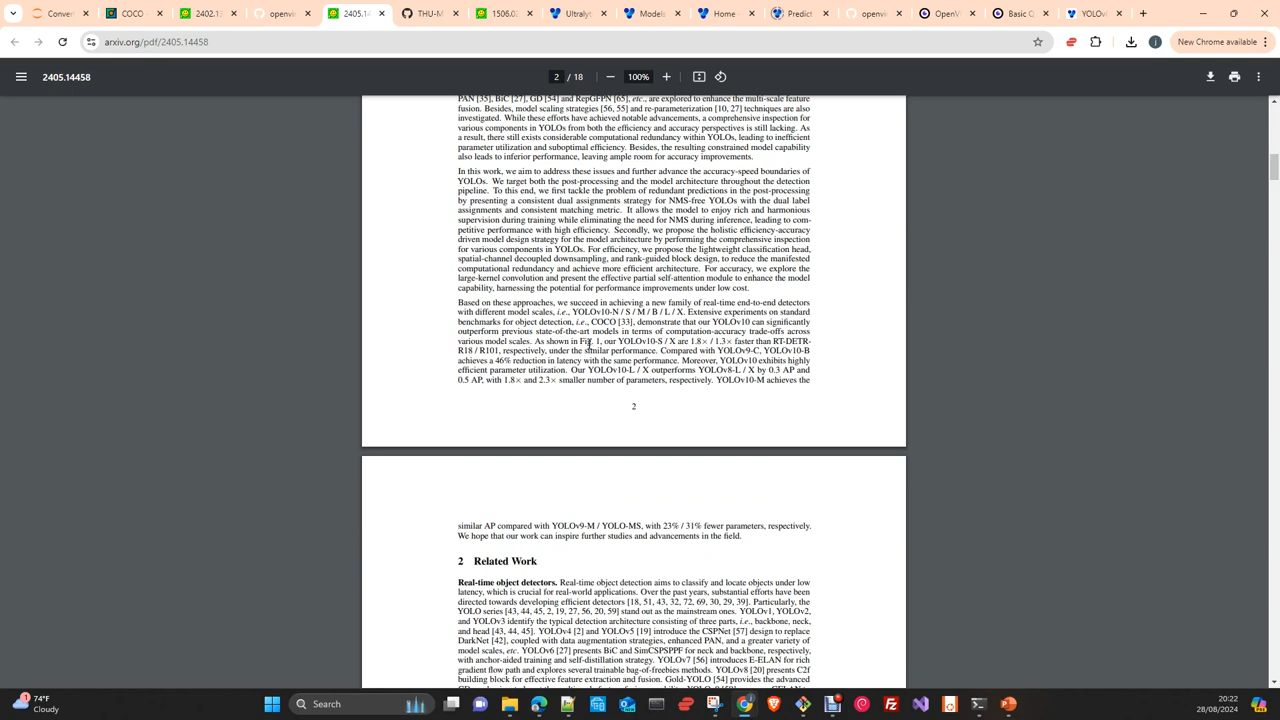 Conver
COCO
2402.13
openvi
2405.14
THU-M
1506.02
Ultralyt
Models
Home -
Predict
openvi
OpenVI
Basic G
YOLOv
arxiv.org/pdf/2405.14458
New Chrome available
2405.14458
2 / 18
100%
PAN [35], BiC [27], GD [54] and RepGFPN [65], etc., are explored to enhance the multi-scale feature
fusion. Besides, model scaling strategies [56, 55] and re-parameterization [10, 27] techniques are also
investigated. While these efforts have achieved notable advancements, a comprehensive inspection for
various components in YOLOs from both the efficiency and accuracy perspectives is still lacking. As
a result, there still exists considerable computational redundancy within YOLOs, leading to inefficient
parameter utilization and suboptimal efficiency. Besides, the resulting constrained model capability
also leads to inferior performance, leaving ample room for accuracy improvements.
In this work, we aim to address these issues and further advance the accuracy-speed boundaries of
YOLOs. We target both the post-processing and the model architecture throughout the detection
pipeline. To this end, we first tackle the problem of redundant predictions in the post-processing
by presenting a consistent dual assignments strategy for NMS-free YOLOs with the dual label
assignments and consistent matching metric. It allows the model to enjoy rich and harmonious
supervision during training while eliminating the need for NMS during inference, leading to com-
petitive performance with high efficiency. Secondly, we propose the holistic efficiency-accuracy
driven model design strategy for the model architecture by performing the comprehensive inspection
for various components in YOLOs. For efficiency, we propose the lightweight classification head,
spatial-channel decoupled downsampling, and rank-guided block design, to reduce the manifested
computational redundancy and achieve more efficient architecture. For accuracy, we explore the
large-kernel convolution and present the effective partial self-attention module to enhance the model
capability, harnessing the potential for performance improvements under low cost.
Based on these approaches, we succeed in achieving a new family of real-time end-to-end detectors
with different model scales, i.e., YOLOv10-N / S / M / B / L / X. Extensive experiments on standard
benchmarks for object detection, i.e., COCO [33], demonstrate that our YOLOv10 can significantly
outperform previous state-of-the-art models in terms of computation-accuracy trade-offs across
various model scales. As shown in Fig. 1, our YOLOv10-S / X are 1.8× / 1.3× faster than RT-DETR-
R18 / R101, respectively, under the similar performance. Compared with YOLOv9-C, YOLOv10-B
achieves a 46% reduction in latency with the same performance. Moreover, YOLOv10 exhibits highly
efficient parameter utilization. Our YOLOv10-L / X outperforms YOLOv8-L / X by 0.3 AP and
0.5 AP, with 1.8× and 2.3× smaller number of parameters, respectively. YOLOv10-M achieves the
2
similar AP compared with YOLOv9-M / YOLO-MS, with 23% / 31% fewer parameters, respectively.
We hope that our work can inspire further studies and advancements in the field.
2 Related Work
Real-time object detectors. Real-time object detection aims to classify and locate objects under low
latency, which is crucial for real-world applications. Over the past years, substantial efforts have been
directed towards developing efficient detectors [18, 51, 43, 32, 72, 69, 30, 29, 39]. Particularly, the
YOLO series [43, 44, 45, 2, 19, 27, 56, 20, 59] stand out as the mainstream ones. YOLOv1, YOLOv2,
and YOLOv3 identify the typical detection architecture consisting of three parts, i.e., backbone, neck,
and head [43, 44, 45]. YOLOv4 [2] and YOLOv5 [19] introduce the CSPNet [57] design to replace
DarkNet [42], coupled with data augmentation strategies, enhanced PAN, and a greater variety of
model scales, etc. YOLOv6 [27] presents BiC and SimCSPSPPF for neck and backbone, respectively,
with anchor-aided training and self-distillation strategy. YOLOv7 [56] introduces E-ELAN for rich
gradient flow path and explores several trainable bag-of-freebies methods. YOLOv8 [20] presents C2f
building block for effective feature extraction and fusion. Gold-YOLO [54] provides the advanced
74°F
Cloudy
Search
20:22
28/08/2024